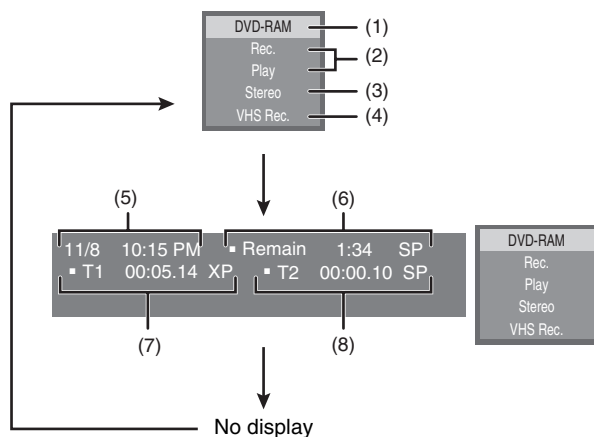 DVD-RAM (1)
Rec. (2)
Play
Stereo (3)
VHS Rec. (4)
(5) (6)
11/8 10:15 PM ▪ Remain 1:34 SP
▪ T1 00:05.14 XP ▪ T2 00:00.10 SP
(7) (8)
DVD-RAM
Rec.
Play
Stereo
VHS Rec.
No display